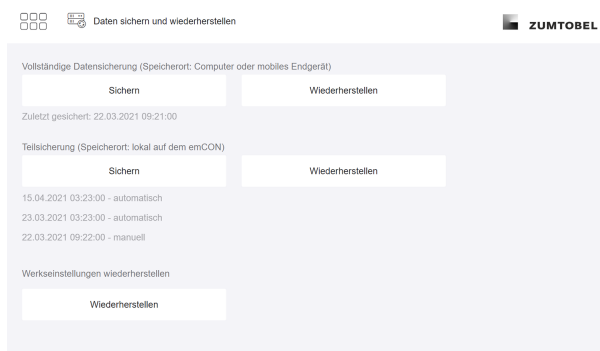 Daten sichern und wiederherstellen
ZUMTOBEL
Vollständige Datensicherung (Speicherort: Computer oder mobiles Endgerät)
Sichern
Wiederherstellen
Zuletzt gesichert: 22.03.2021 09:21:00
Teilsicherung (Speicherort: lokal auf dem emCON)
Sichern
Wiederherstellen
15.04.2021 03:23:00 - automatisch
23.03.2021 03:23:00 - automatisch
22.03.2021 09:22:00 - manuell
Werkseinstellungen wiederherstellen
Wiederherstellen